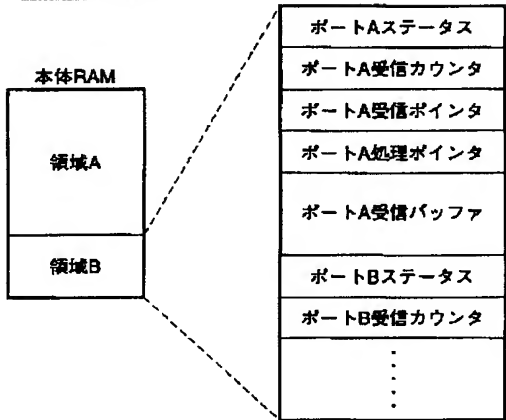 本体RAM
領域A
領域B
ポートAステータス
ポートA受信カウンタ
ポートA受信ポインタ
ポートA処理ポインタ
ポートA受信バッファ
ポートBステータス
ポートB受信カウンタ